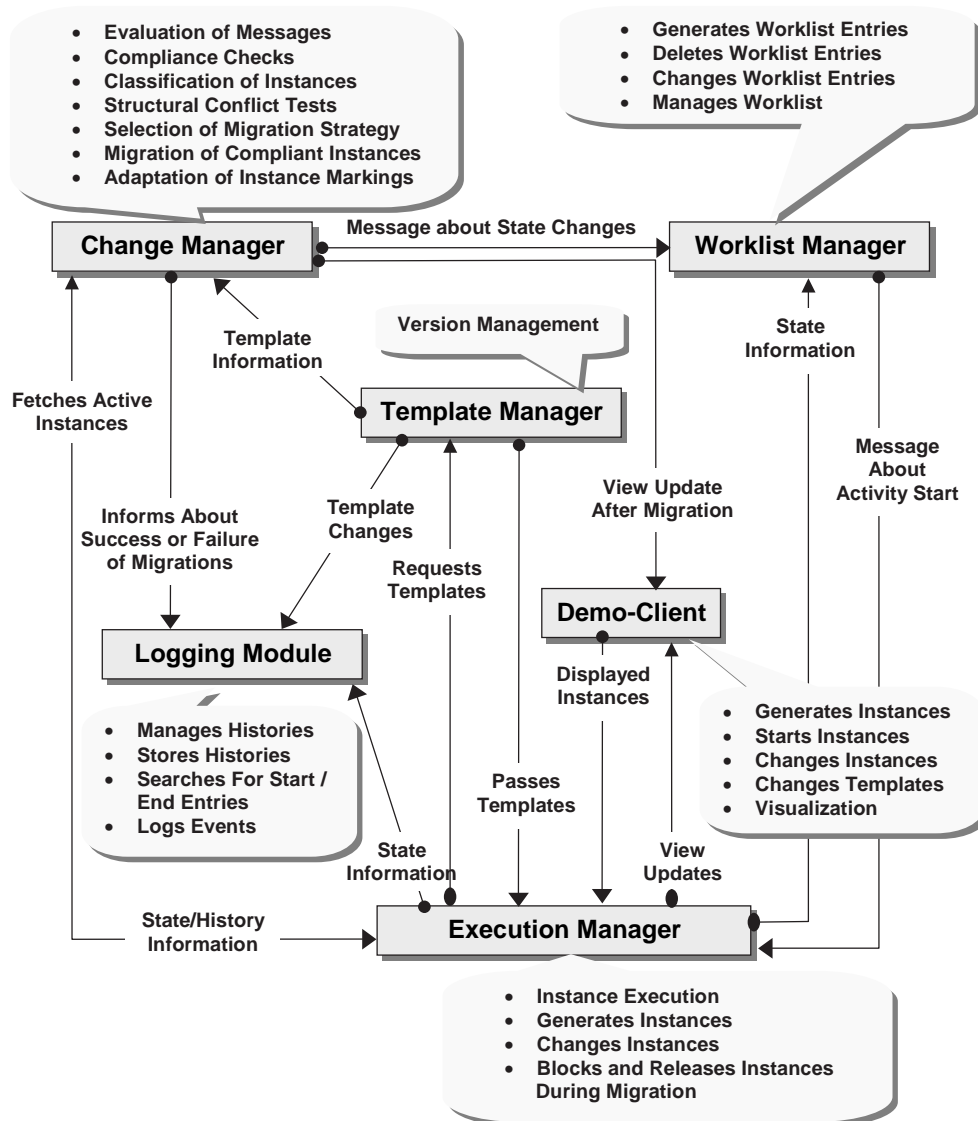 • Evaluation of Messages
• Compliance Checks
• Classification of Instances
• Structural Conflict Tests
• Selection of Migration Strategy
• Migration of Compliant Instances
• Adaptation of Instance Markings
• Generates Worklist Entries
• Deletes Worklist Entries
• Changes Worklist Entries
• Manages Worklist
Change Manager
Message about State Changes
Worklist Manager
Template
Information
Version Management
State
Information
Fetches Active
Instances
Template Manager
Message
About
Activity Start
Informs About
Success or Failure
of Migrations
Template
Changes
Requests
Templates
View Update
After Migration
Demo-Client
Logging Module
Displayed
Instances
• Manages Histories
• Stores Histories
• Searches For Start /
End Entries
• Logs Events
• Generates Instances
• Starts Instances
• Changes Instances
• Changes Templates
• Visualization
Passes
Templates
State
Information
View
Updates
State/History
Information
Execution Manager
• Instance Execution
• Generates Instances
• Changes Instances
• Blocks and Releases Instances
During Migration